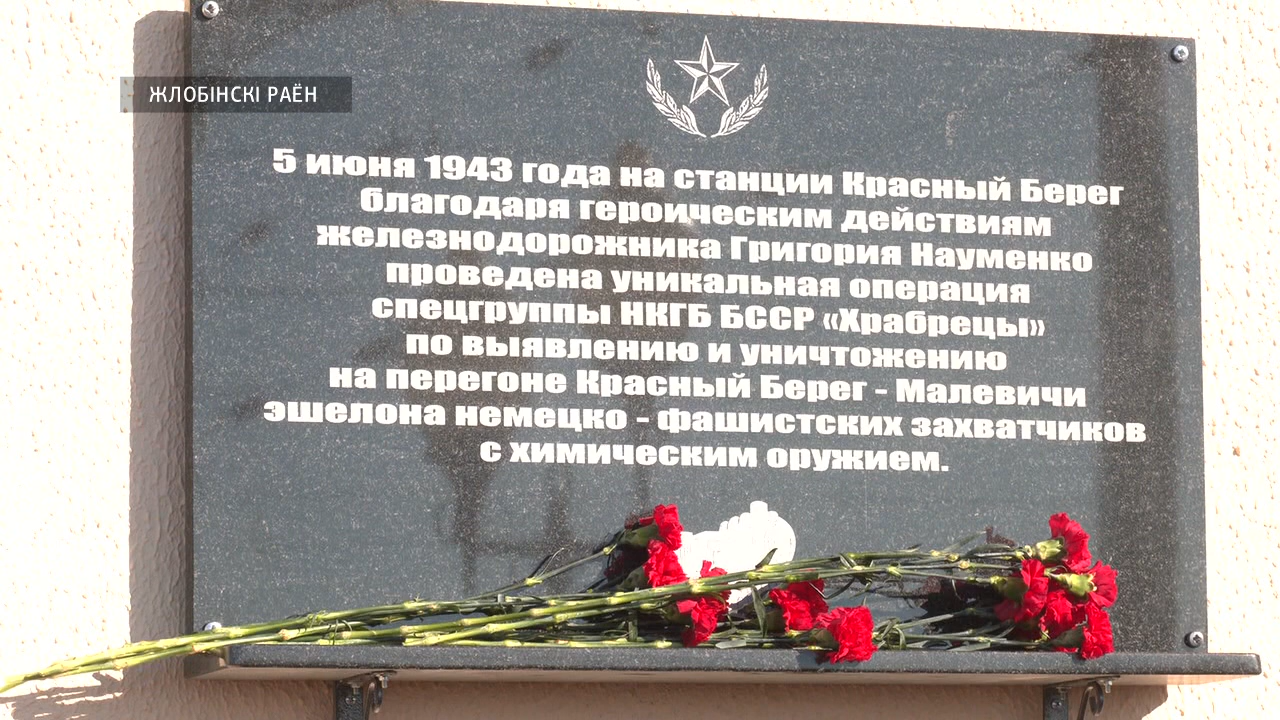 ЖЛОБІНСКІ РАЁН
5 июня 1943 года на станции Красный Берег
благодаря героическим действиям
железнодорожника Григория Науменко
проведена уникальная операция
спецгруппы НКГБ БССР «Храбрецы»
по выявлению и уничтожению
на перегоне Красный Берег - Малевичи
эшелона немецко - фашистских захватчиков
с химическим оружием.